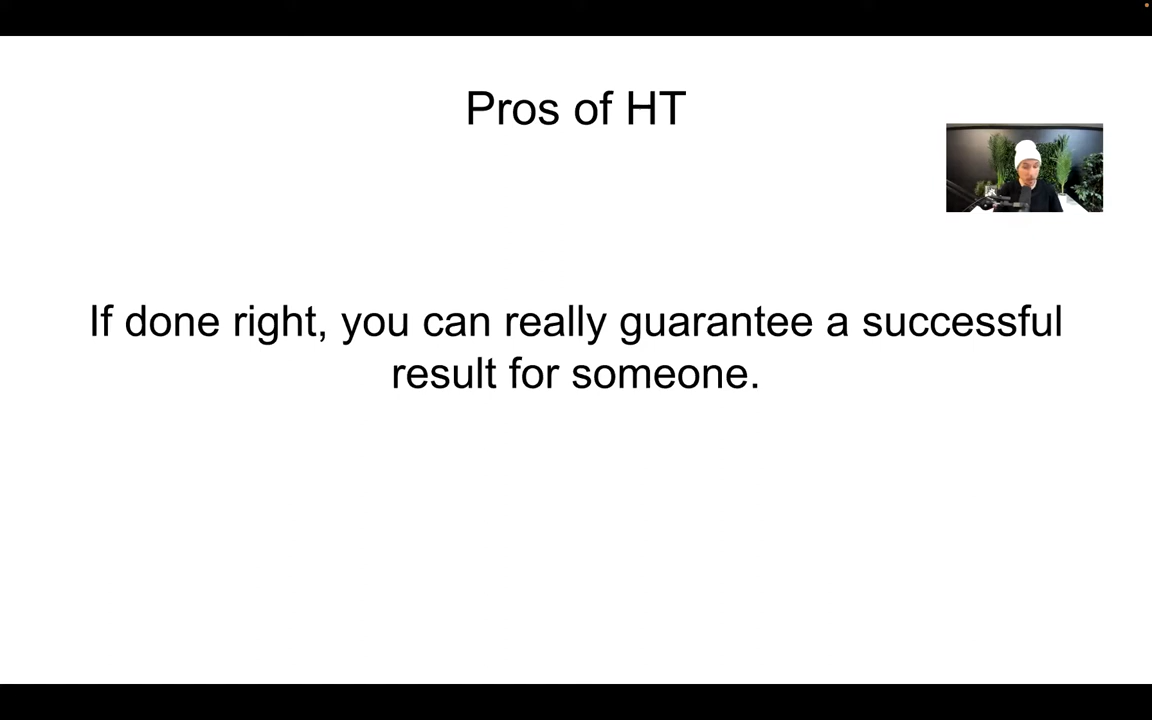 Pros of HT
If done right, you can really guarantee a successful
result for someone.